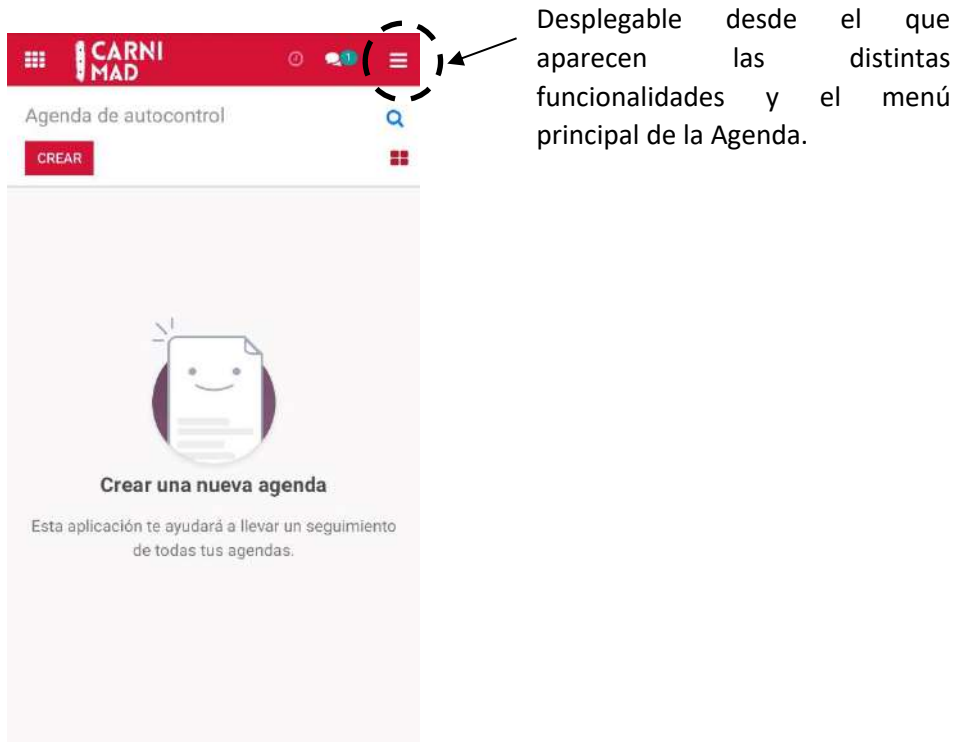 Desplegable desde el que
aparecen las distintas
funcionalidades y el menú
principal de la Agenda.
CARNI
MAD
1
Agenda de autocontrol
CREAR
Crear una nueva agenda
Esta aplicación te ayudará a llevar un seguimiento
de todas tus agendas.